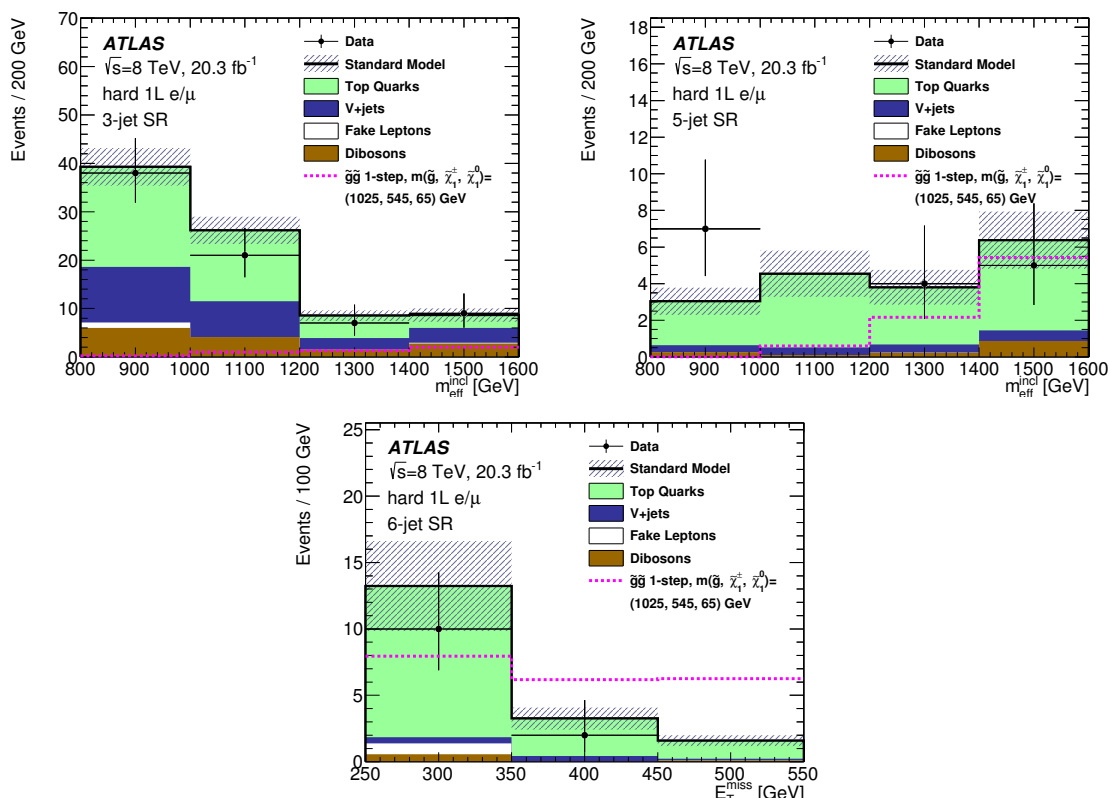 Events / 200 GeV
70
60
50
40
30
20
10
0
ATLAS
√s=8 TeV, 20.3 fb⁻¹
hard 1L e/μ
3-jet SR
Data
Standard Model
Top Quarks
V+jets
Fake Leptons
Dibosons
g̃g̃ 1-step, m(g̃, χ̃₁±, χ̃₁⁰)=
(1025, 545, 65) GeV
800 900 1000 1100 1200 1300 1400 1500 1600
m_eff^incl [GeV]
Events / 200 GeV
18
16
14
12
10
8
6
4
2
0
ATLAS
√s=8 TeV, 20.3 fb⁻¹
hard 1L e/μ
5-jet SR
Data
Standard Model
Top Quarks
V+jets
Fake Leptons
Dibosons
g̃g̃ 1-step, m(g̃, χ̃₁±, χ̃₁⁰)=
(1025, 545, 65) GeV
800 900 1000 1100 1200 1300 1400 1500 1600
m_eff^incl [GeV]
Events / 100 GeV
25
20
15
10
5
0
ATLAS
√s=8 TeV, 20.3 fb⁻¹
hard 1L e/μ
6-jet SR
Data
Standard Model
Top Quarks
V+jets
Fake Leptons
Dibosons
g̃g̃ 1-step, m(g̃, χ̃₁±, χ̃₁⁰)=
(1025, 545, 65) GeV
250 300 350 400 450 500 550
E_T^miss [GeV]